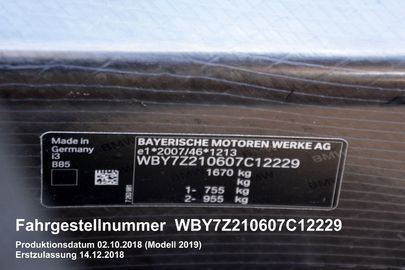 Made in
Germany
i3
B85
BAYERISCHE MOTOREN WERKE AG
e1*2007/46*1213
WBY7Z210607C12229
1670 kg
kg
1- 755 kg
2- 955 kg
Fahrgestellnummer WBY7Z210607C12229
Produktionsdatum 02.10.2018 (Modell 2019)
Erstzulassung 14.12.2018